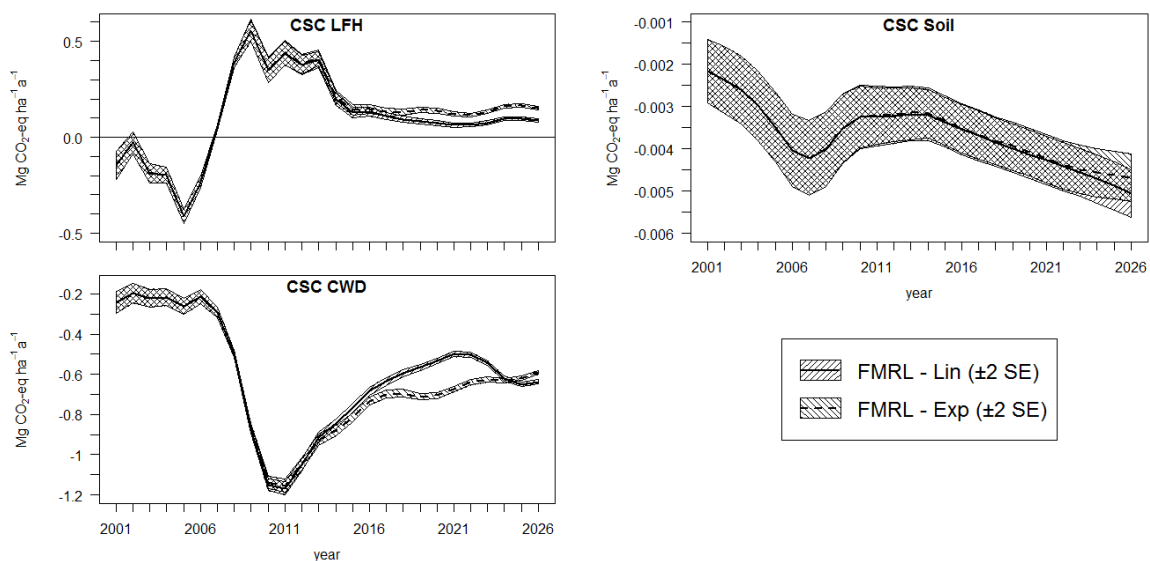 CSC LFH
Mg CO₂-eq ha⁻¹ a⁻¹
0.5
0.0
-0.5
CSC Soil
Mg CO₂-eq ha⁻¹ a⁻¹
-0.001
-0.002
-0.003
-0.004
-0.005
-0.006
2001 2006 2011 2016 2021 2026
year
CSC CWD
Mg CO₂-eq ha⁻¹ a⁻¹
-0.2
-0.4
-0.6
-0.8
-1
-1.2
2001 2006 2011 2016 2021 2026
year
FMRL - Lin (±2 SE)
FMRL - Exp (±2 SE)